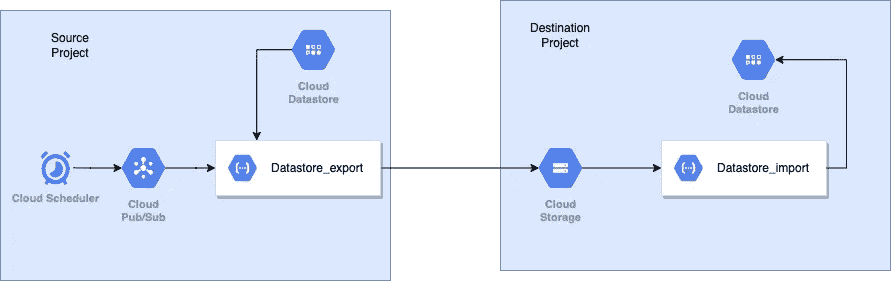 Source
Project
Cloud
Datastore
Cloud Scheduler
Cloud
Pub/Sub
Datastore_export
Destination
Project
Cloud
Datastore
Cloud
Storage
Datastore_import